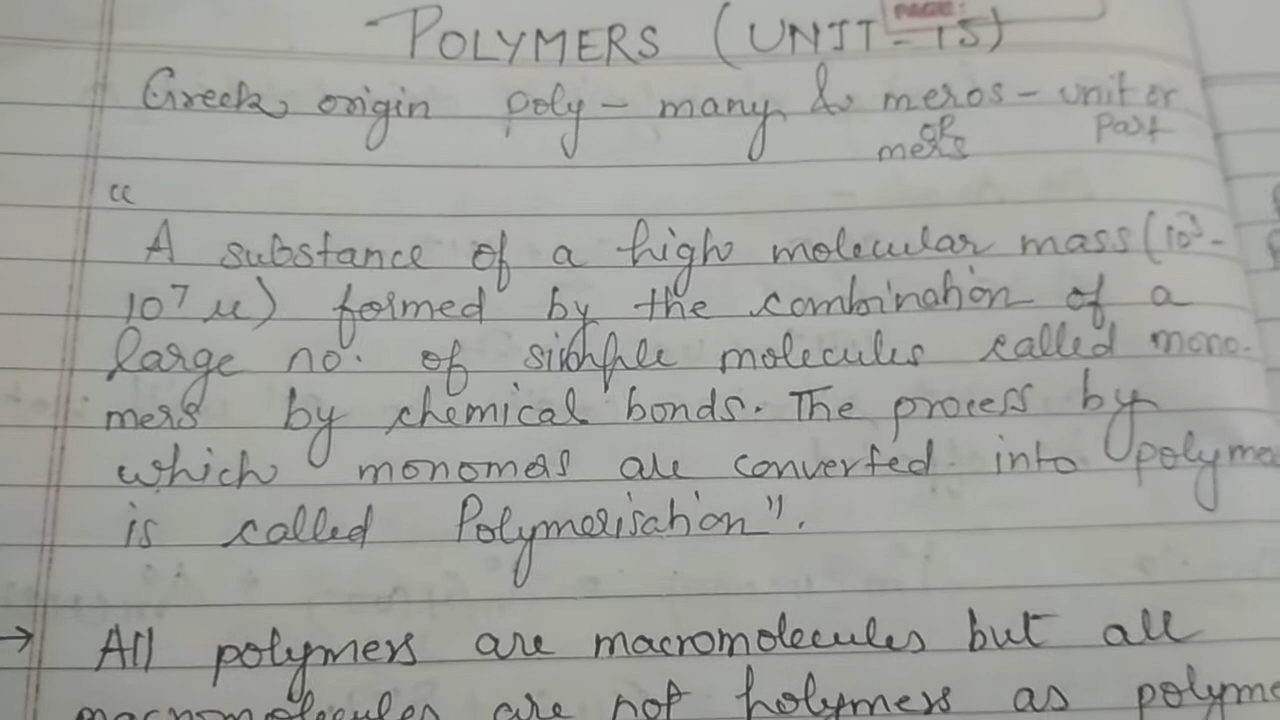 PAGE:
POLYMERS (UNIT-15)
Greek origin poly - many & meros - unit or
or part
mers
"
A substance of a high molecular mass (10³-
10⁷ u) formed by the combination of a
large no. of simple molecules called mono-
mers by chemical bonds. The process by
which monomers are converted into polyme
is called Polymerisation".
→ All polymers are macromolecules but all
macromolecules are not polymers as polyme